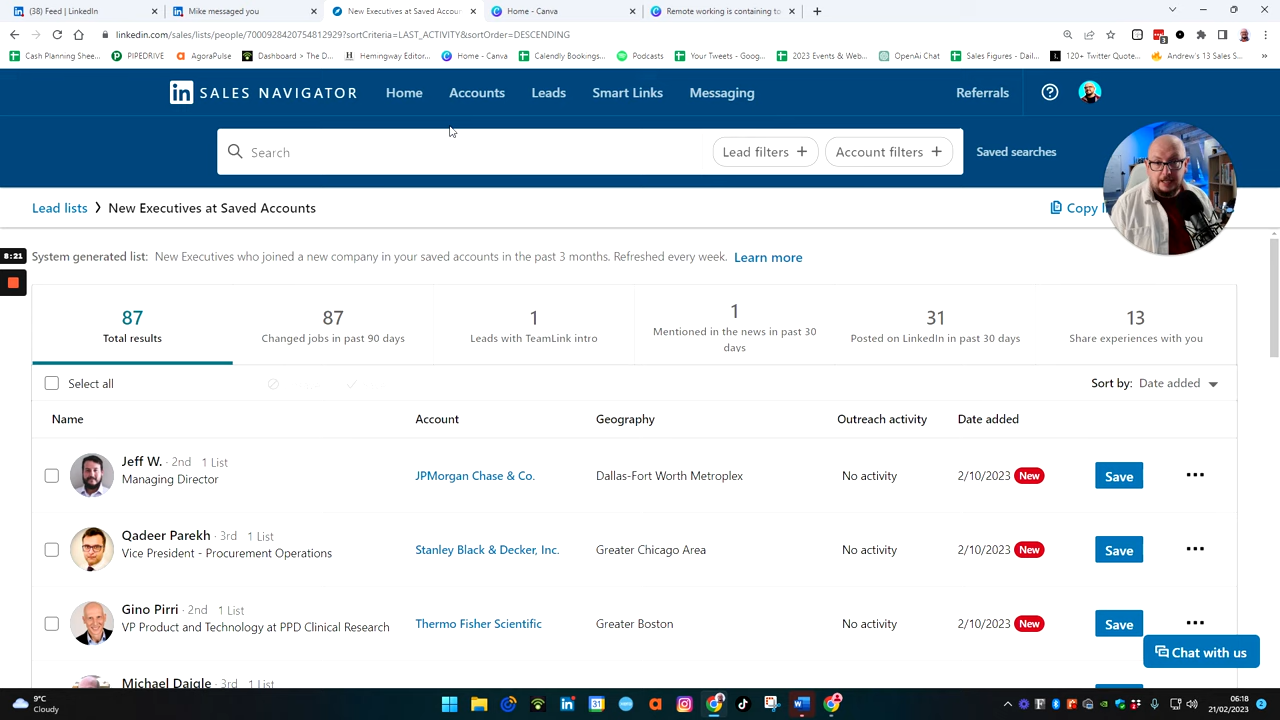 (38) Feed | LinkedIn
Mike messaged you
New Executives at Saved Accou
Home - Canva
Remote working is containing to
linkedin.com/sales/lists/people/7000928420754812929?sortCriteria=LAST_ACTIVITY&sortOrder=DESCENDING
Cash Planning Shee... PIPEDRIVE AgoraPulse Dashboard > The D... Hemingway Editor... Home - Canva Calendly Bookings... Podcasts Your Tweets - Goog... 2023 Events & Web... OpenAi Chat Sales Figures - Dail... 120+ Twitter Quote... Andrew's 13 Sales S...
in SALES NAVIGATOR Home Accounts Leads Smart Links Messaging Referrals
Search Lead filters + Account filters + Saved searches
Lead lists > New Executives at Saved Accounts Copy
8:21
System generated list: New Executives who joined a new company in your saved accounts in the past 3 months. Refreshed every week. Learn more
87 87 1 1 31 13
Total results Changed jobs in past 90 days Leads with TeamLink intro Mentioned in the news in past 30 days Posted on LinkedIn in past 30 days Share experiences with you
Select all Sort by: Date added
Name Account Geography Outreach activity Date added
Jeff W. · 2nd 1 List
Managing Director
JPMorgan Chase & Co. Dallas-Fort Worth Metroplex No activity 2/10/2023 New Save
Qadeer Parekh · 3rd 1 List
Vice President - Procurement Operations
Stanley Black & Decker, Inc. Greater Chicago Area No activity 2/10/2023 New Save
Gino Pirri · 2nd 1 List
VP Product and Technology at PPD Clinical Research
Thermo Fisher Scientific Greater Boston No activity 2/10/2023 New Save
Michael Daigle · 3rd 1 List
Chat with us
9°C
Cloudy
06:18
21/02/2023